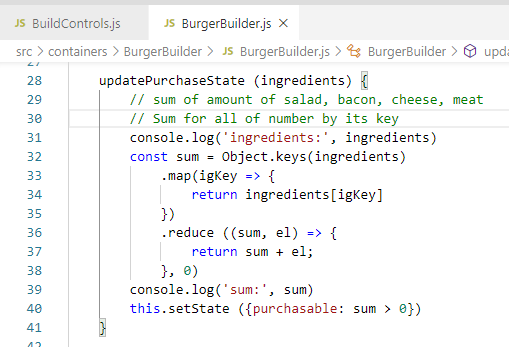 JS BuildControls.js JS BurgerBuilder.js ×
src > containers > BurgerBuilder > JS BurgerBuilder.js > BurgerBuilder >
27
28 updatePurchaseState (ingredients) {
29 // sum of amount of salad, bacon, cheese, meat
30 // Sum for all of number by its key
31 console.log('ingredients:', ingredients)
32 const sum = Object.keys(ingredients)
33 .map(igKey => {
34 return ingredients[igKey]
35 })
36 .reduce ((sum, el) => {
37 return sum + el;
38 }, 0)
39 console.log('sum:', sum)
40 this.setState ({purchasable: sum > 0})
41 }
42